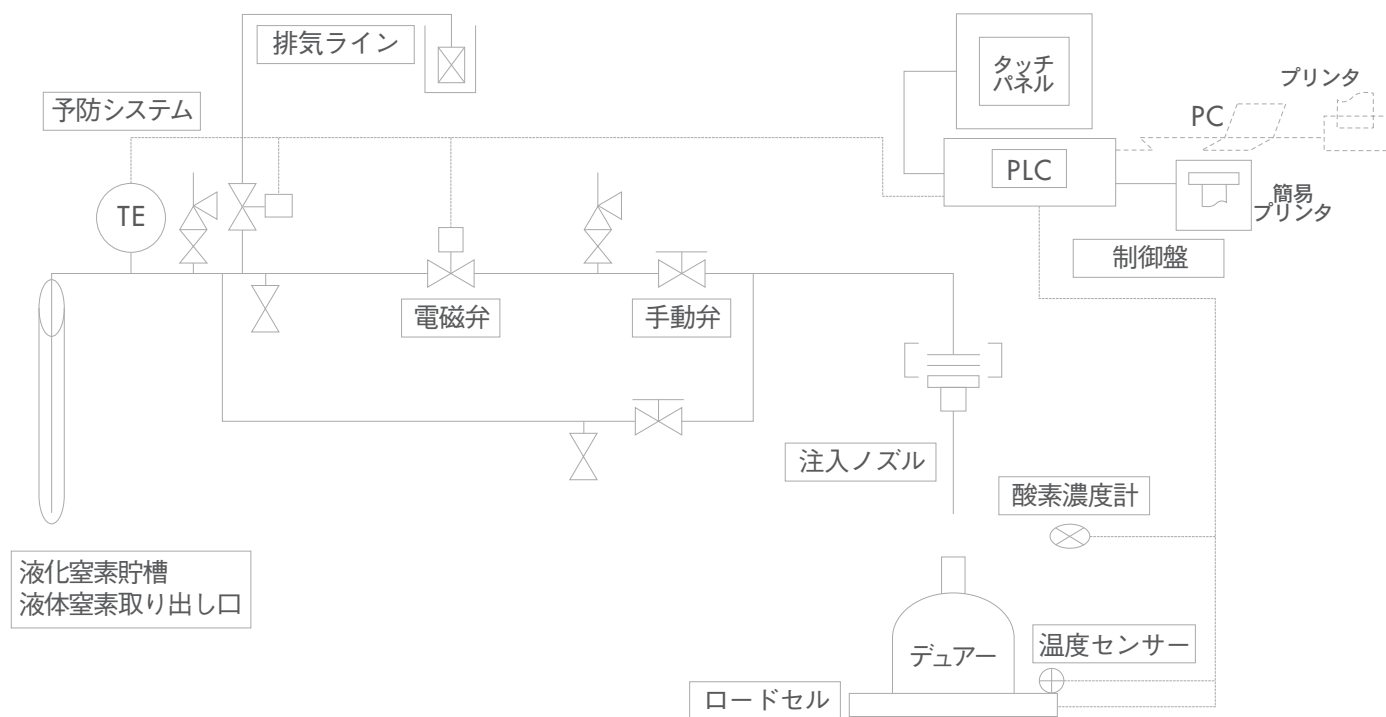 排気ライン
タッチ
パネル
プリンタ
予防システム
PC
PLC
TE
簡易
プリンタ
制御盤
電磁弁
手動弁
注入ノズル
酸素濃度計
液化窒素貯槽
液体窒素取り出し口
デュアー
温度センサー
ロードセル